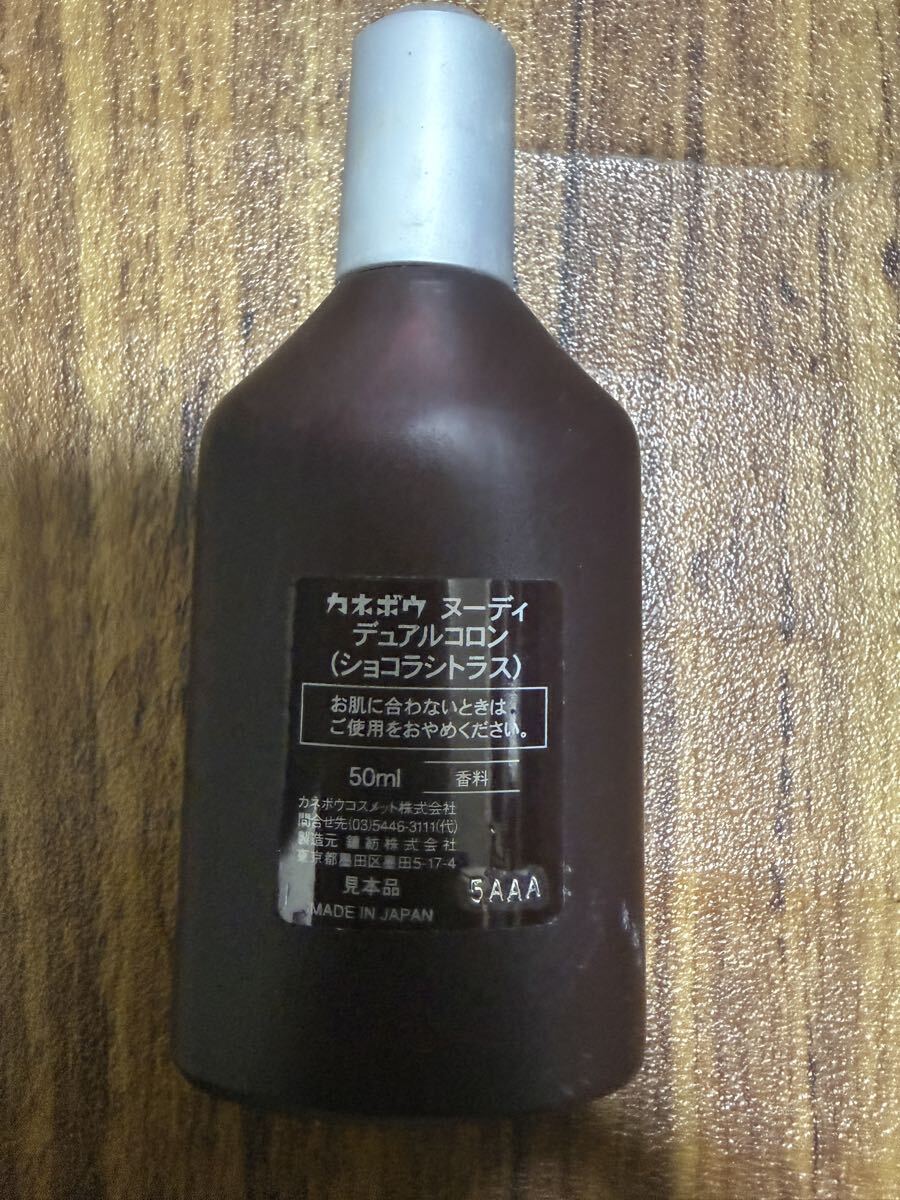 カネボウ ヌーディ
デュアルコロン
(ショコラシトラス)
お肌に合わないときは、
ご使用をおやめください。
50ml 香料
カネボウコスメット株式会社
問合せ先(03)5446-3111(代)
製造元 鐘紡株式会社
東京都墨田区墨田5-17-4
見本品 5AAA
MADE IN JAPAN